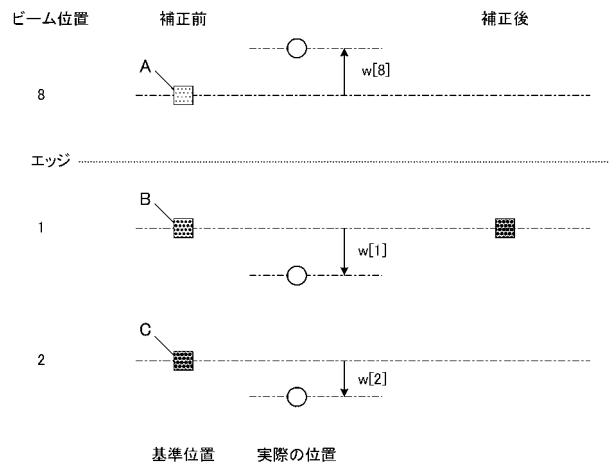 ビーム位置 補正前 補正後
A w[8]
8
エッジ
B
1 w[1]
C
2 w[2]
基準位置 実際の位置